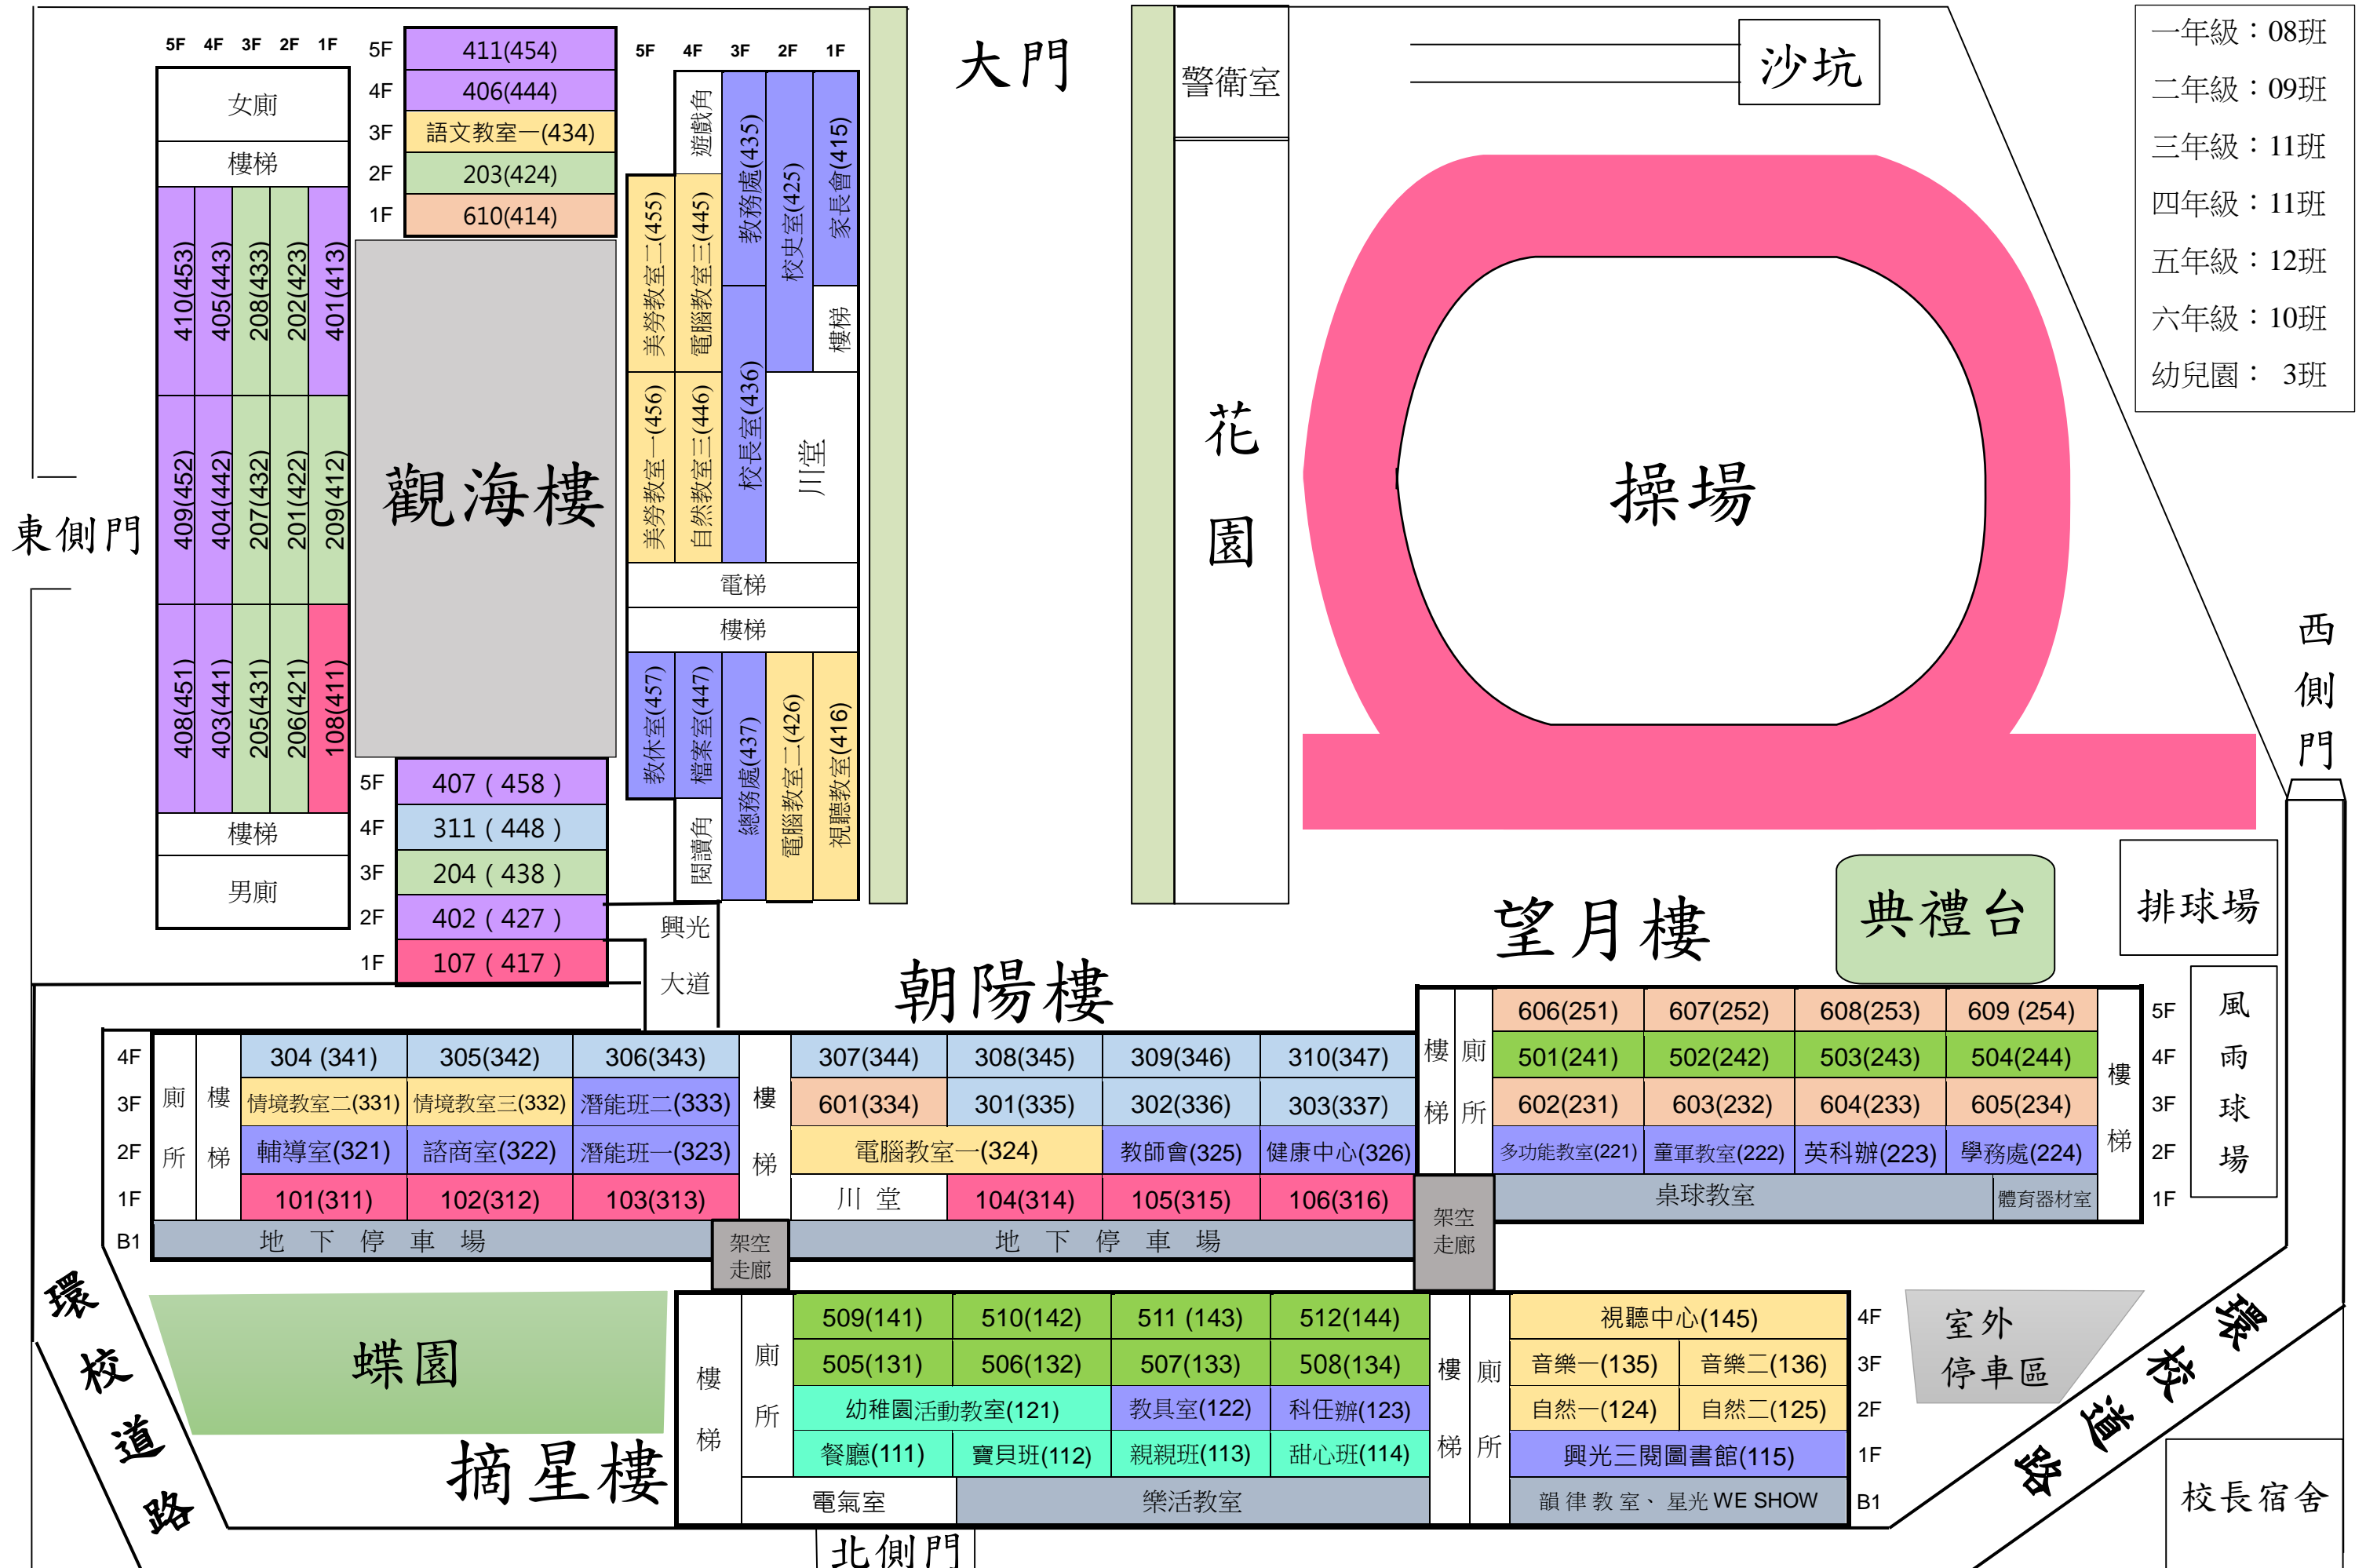 大門
警衛室
沙坑
花園
操場
一年級：08班
二年級：09班
三年級：11班
四年級：11班
五年級：12班
六年級：10班
幼兒園： 3班
5F 4F 3F 2F 1F
女廁
樓梯
410(453)
405(443)
208(433)
202(423)
401(413)
409(452)
404(442)
207(432)
201(422)
209(412)
408(451)
403(441)
205(431)
206(421)
108(411)
樓梯
男廁
東側門
5F 411(454)
4F 406(444)
3F 語文教室一(434)
2F 203(424)
1F 610(414)
觀海樓
5F 407 ( 458 )
4F 311 ( 448 )
3F 204 ( 438 )
2F 402 ( 427 )
1F 107 ( 417 )
5F 4F 3F 2F 1F
遊戲角
教務處(435)
校史室(425)
家長會(415)
美勞教室二(455)
電腦教室三(445)
樓梯
美勞教室一(456)
自然教室三(446)
校長室(436)
川堂
電梯
樓梯
教休室(457)
檔案室(447)
總務處(437)
電腦教室二(426)
視聽教室(416)
閱讀角
興光
大道
西側門
望月樓
典禮台
排球場
風雨球場
朝陽樓
4F 304 (341) 305(342) 306(343) 307(344) 308(345) 309(346) 310(347)
3F 情境教室二(331) 情境教室三(332) 潛能班二(333) 601(334) 301(335) 302(336) 303(337)
2F 輔導室(321) 諮商室(322) 潛能班一(323) 電腦教室一(324) 教師會(325) 健康中心(326)
1F 101(311) 102(312) 103(313) 川 堂 104(314) 105(315) 106(316)
B1 地 下 停 車 場 地 下 停 車 場
廁所
樓梯
樓梯
架空
走廊
樓梯
廁所
606(251) 607(252) 608(253) 609 (254) 5F
501(241) 502(242) 503(243) 504(244) 4F
602(231) 603(232) 604(233) 605(234) 3F
多功能教室(221) 童軍教室(222) 英科辦(223) 學務處(224) 2F
桌球教室 體育器材室 1F
樓梯
架空
走廊
環校道路
蝶園
摘星樓
樓梯
廁所
509(141) 510(142) 511 (143) 512(144) 視聽中心(145) 4F
505(131) 506(132) 507(133) 508(134) 音樂一(135) 音樂二(136) 3F
幼稚園活動教室(121) 教具室(122) 科任辦(123) 自然一(124) 自然二(125) 2F
餐廳(111) 寶貝班(112) 親親班(113) 甜心班(114) 興光三閱圖書館(115) 1F
電氣室 樂活教室 韻律教室、星光 WE SHOW B1
樓梯
廁所
室外
停車區
環校道路
校長宿舍
北側門